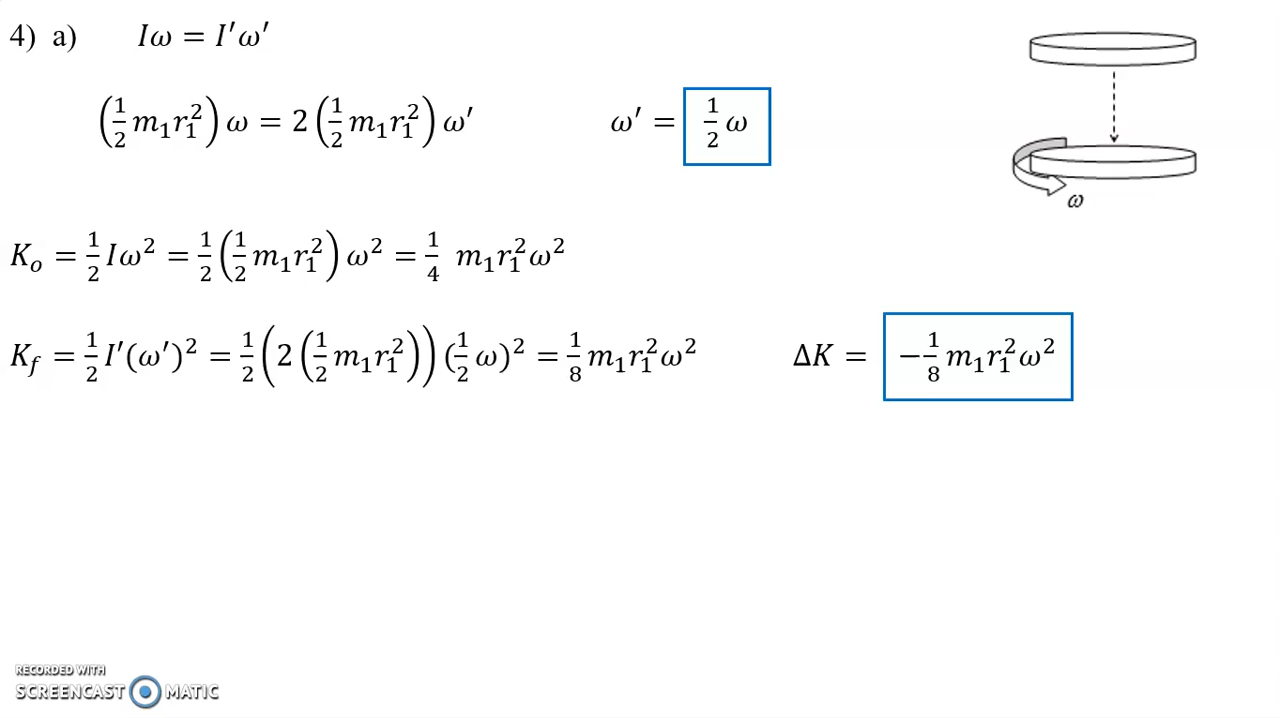 4) a) Iω = I′ω′
(1/2 m₁r₁²) ω = 2 (1/2 m₁r₁²) ω′ ω′ = 1/2 ω
ω
Kₒ = 1/2 Iω² = 1/2 (1/2 m₁r₁²) ω² = 1/4 m₁r₁²ω²
K_f = 1/2 I′(ω′)² = 1/2 (2 (1/2 m₁r₁²)) (1/2 ω)² = 1/8 m₁r₁²ω² ΔK = −1/8 m₁r₁²ω²
RECORDED WITH
SCREENCAST MATIC